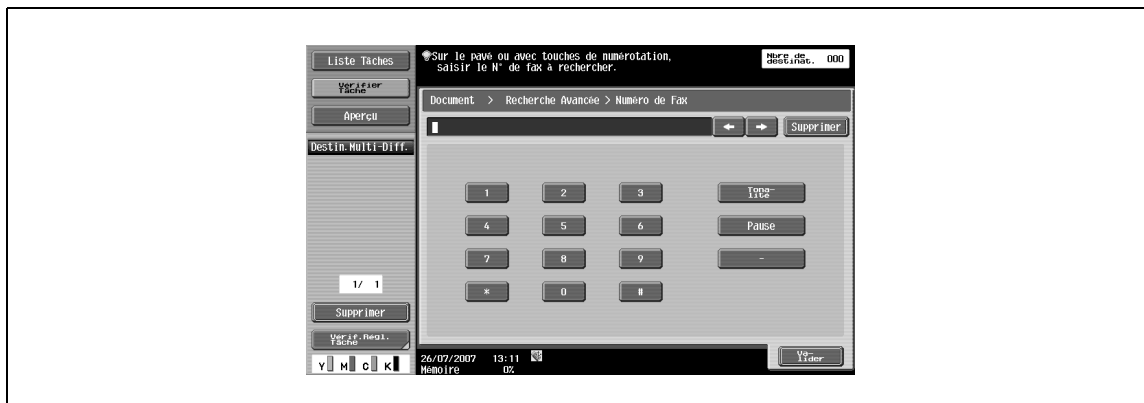 Liste Tâches
Vérifier
Tâche
Aperçu
Destin.Multi-Diff.
1/ 1
Supprimer
Vérif.Régl.
Tâche
Y M C K
Sur le pavé ou avec touches de numérotation,
saisir le N° de fax à rechercher.
Nbre de
destinat. 000
Document > Recherche Avancée > Numéro de Fax
← → Supprimer
1 2 3 Tona-
lité
4 5 6 Pause
7 8 9 -
* 0 #
26/07/2007 13:11
Mémoire 0%
Va-
lider